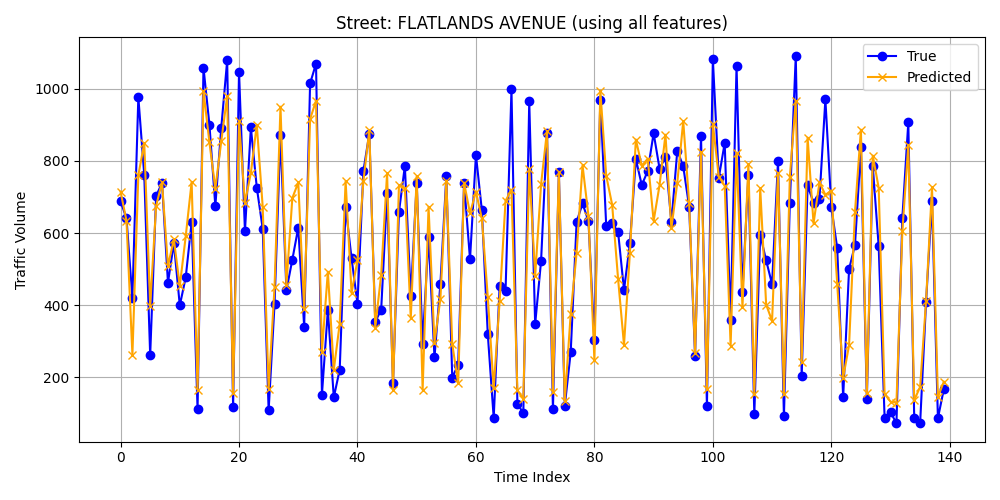 Street: FLATLANDS AVENUE (using all features)
True
Predicted
Traffic Volume
1000
800
600
400
200
0 20 40 60 80 100 120 140
Time Index